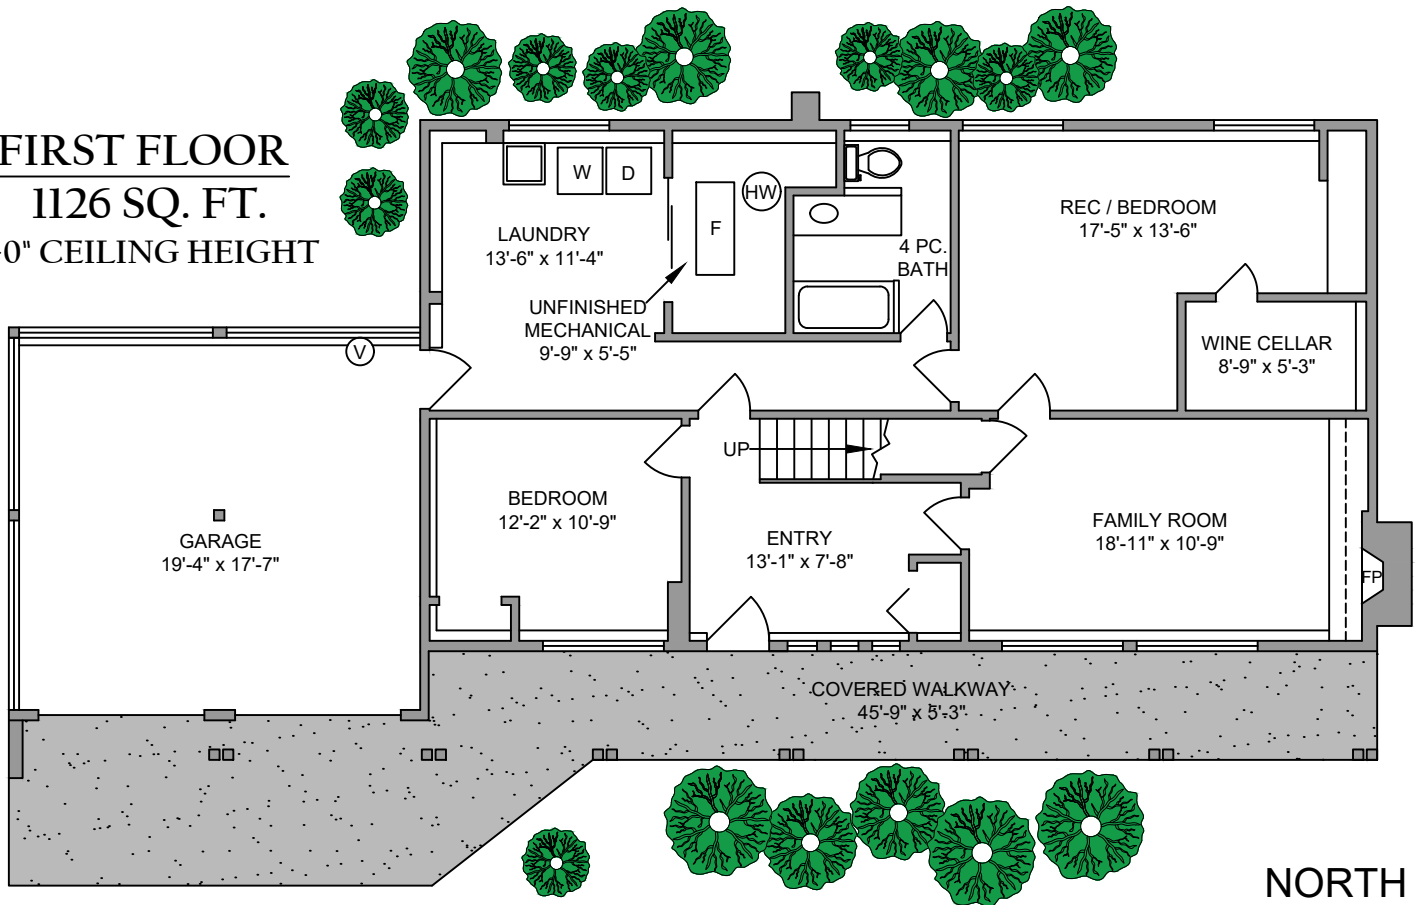 FIRST FLOOR
1126 SQ. FT.
0" CEILING HEIGHT
W
D
HW
F
LAUNDRY
13'-6" x 11'-4"
UNFINISHED
MECHANICAL
9'-9" x 5'-5"
4 PC.
BATH
REC / BEDROOM
17'-5" x 13'-6"
WINE CELLAR
8'-9" x 5'-3"
V
GARAGE
19'-4" x 17'-7"
BEDROOM
12'-2" x 10'-9"
UP
ENTRY
13'-1" x 7'-8"
FAMILY ROOM
18'-11" x 10'-9"
FP
COVERED WALKWAY
45'-9" x 5'-3"
NORTH